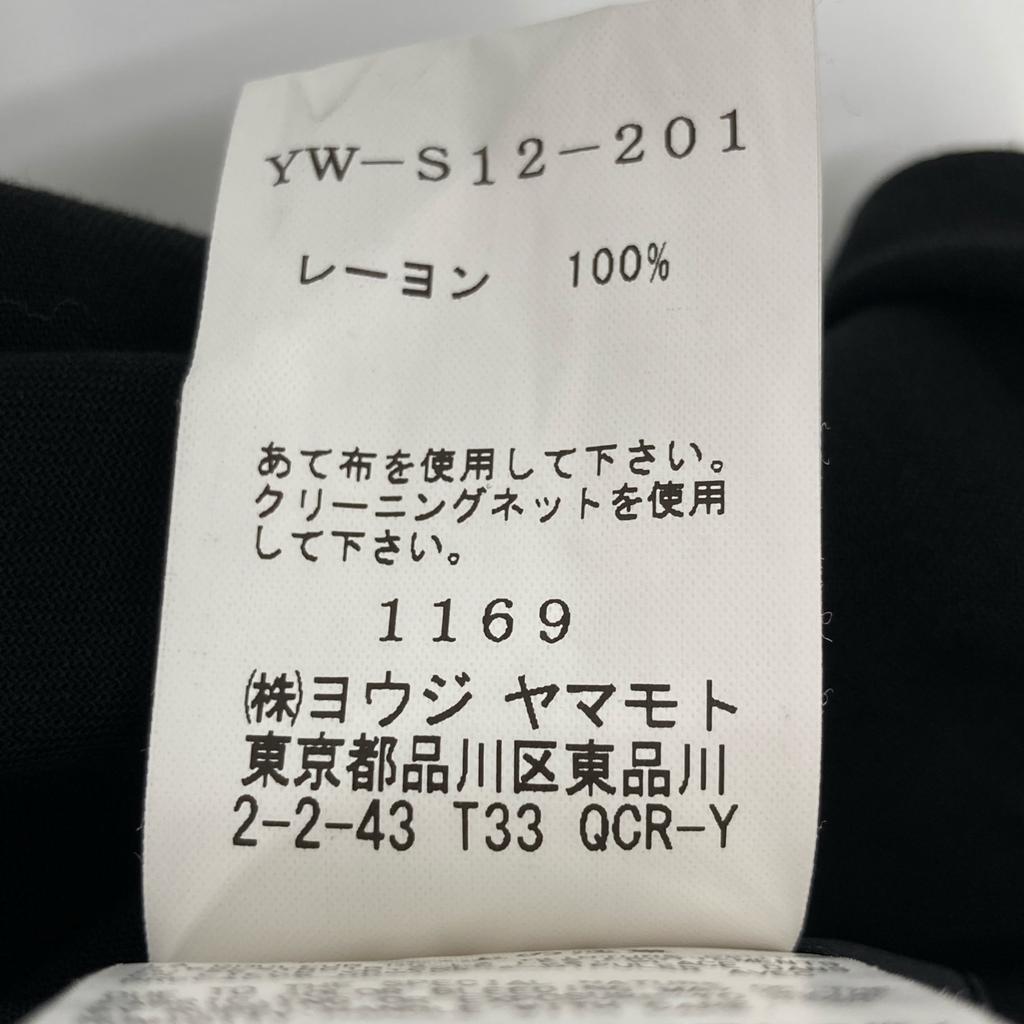 YW-S12-201
レーヨン 100%
あて布を使用して下さい。
クリーニングネットを使用
して下さい。
1169
㈱ヨウジ ヤマモト
東京都品川区東品川
2-2-43 T33 QCR-Y